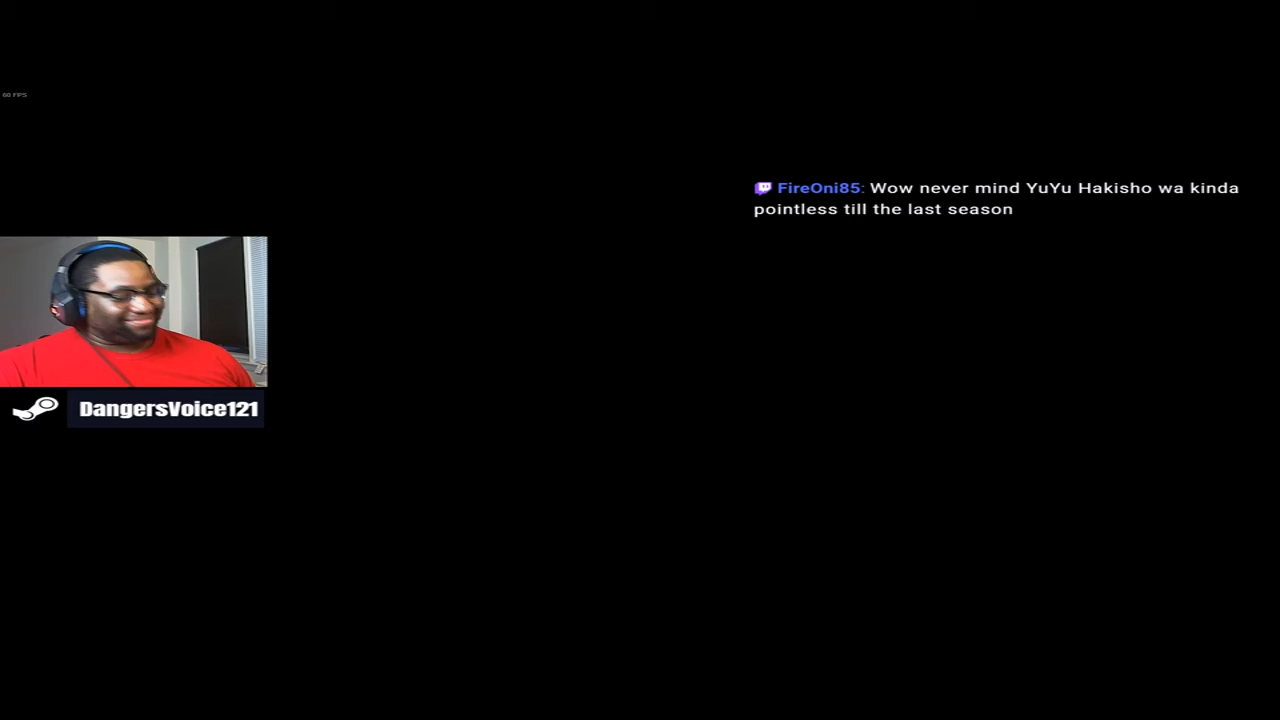 60 FPS
FireOni85: Wow never mind YuYu Hakisho wa kinda
pointless till the last season
DangersVoice121